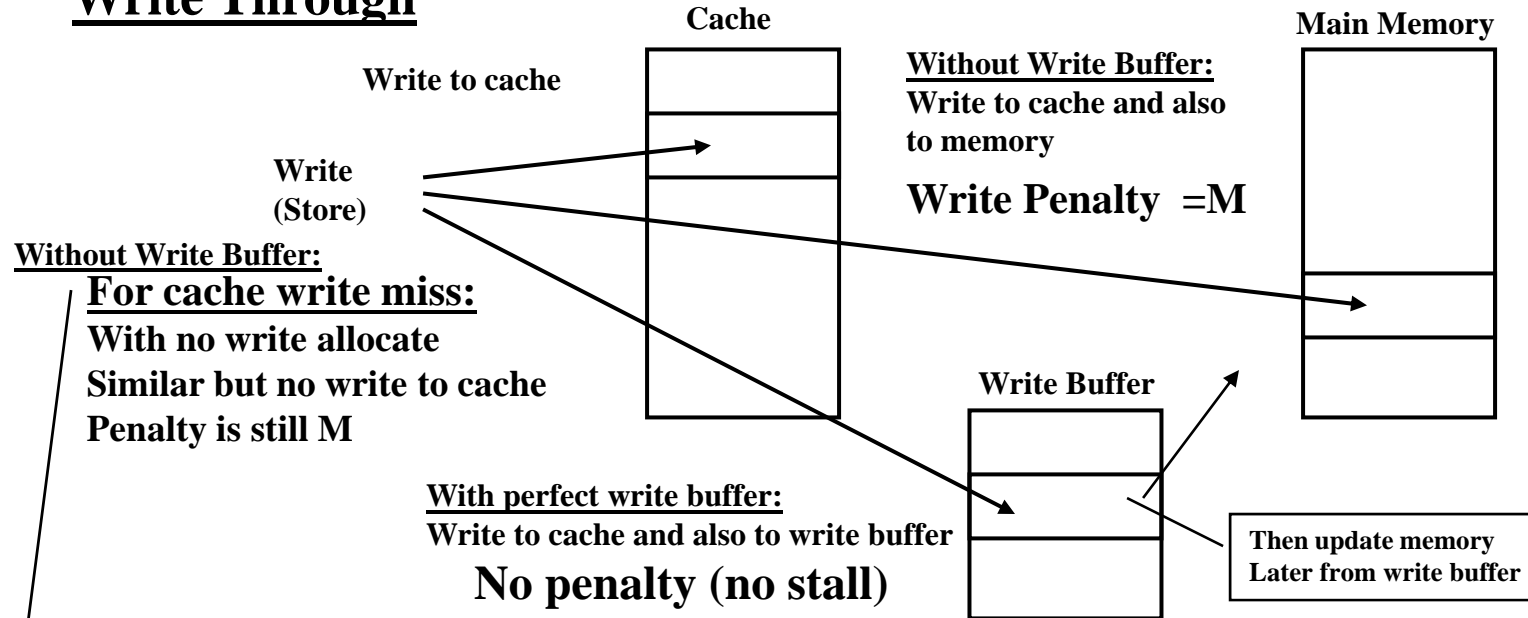 Write Through
Cache
Main Memory
Write to cache
Without Write Buffer:
Write to cache and also
to memory
Write Penalty =M
Write
(Store)
Without Write Buffer:
For cache write miss:
With no write allocate
Similar but no write to cache
Penalty is still M
Write Buffer
With perfect write buffer:
Write to cache and also to write buffer
No penalty (no stall)
Then update memory
Later from write buffer